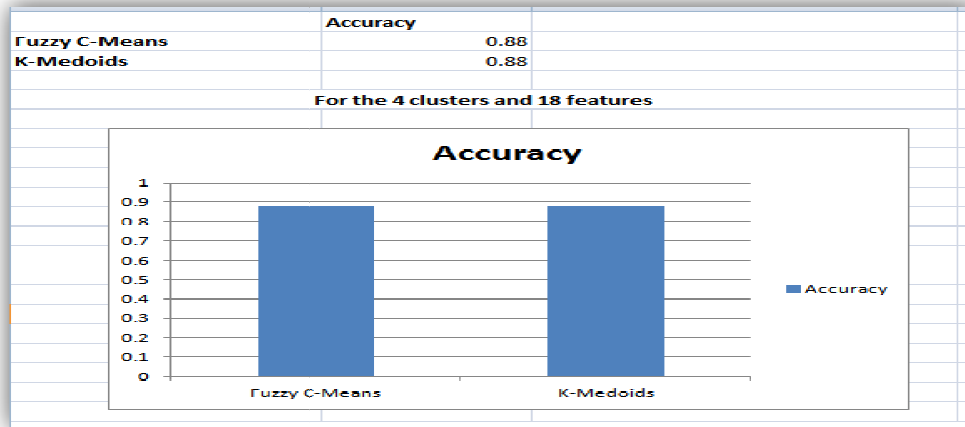 Accuracy
Fuzzy C-Means 0.88
K-Medoids 0.88
For the 4 clusters and 18 features
Accuracy
1
0.9
0.8
0.7
0.6
0.5
0.4
0.3
0.2
0.1
0
Fuzzy C-Means K-Medoids
Accuracy